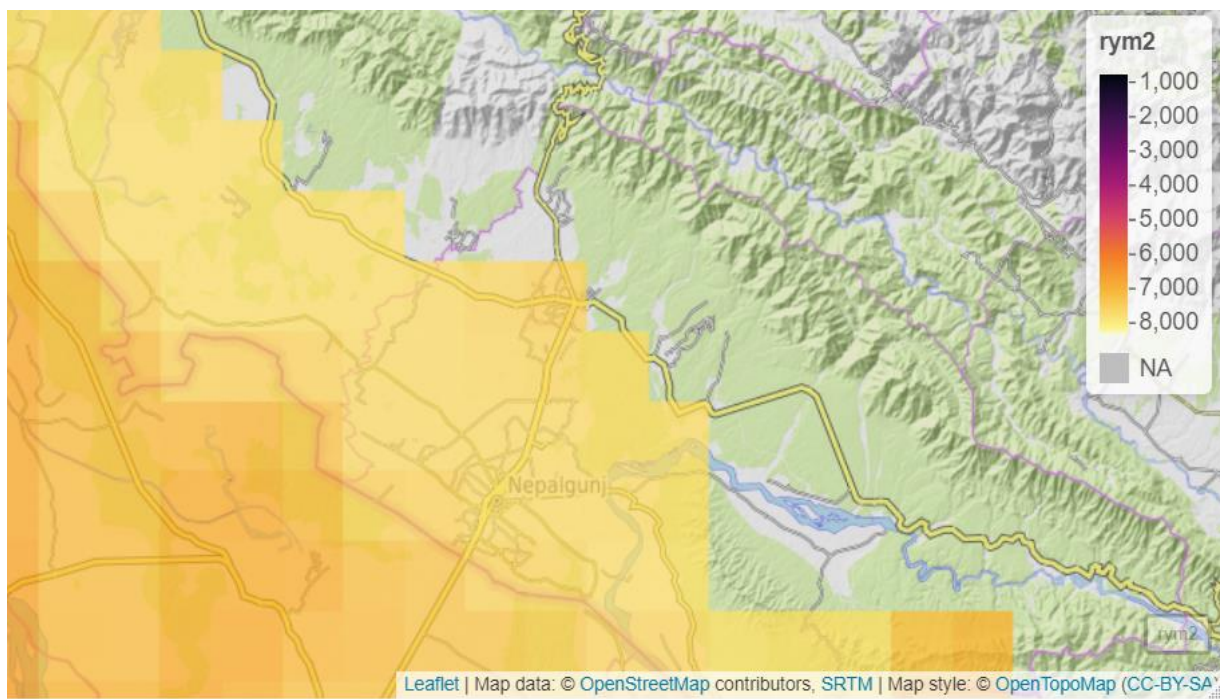 rym2
1,000
2,000
3,000
4,000
5,000
6,000
7,000
8,000
NA
Nepalgunj
rym2
Leaflet | Map data: © OpenStreetMap contributors, SRTM | Map style: © OpenTopoMap (CC-BY-SA)